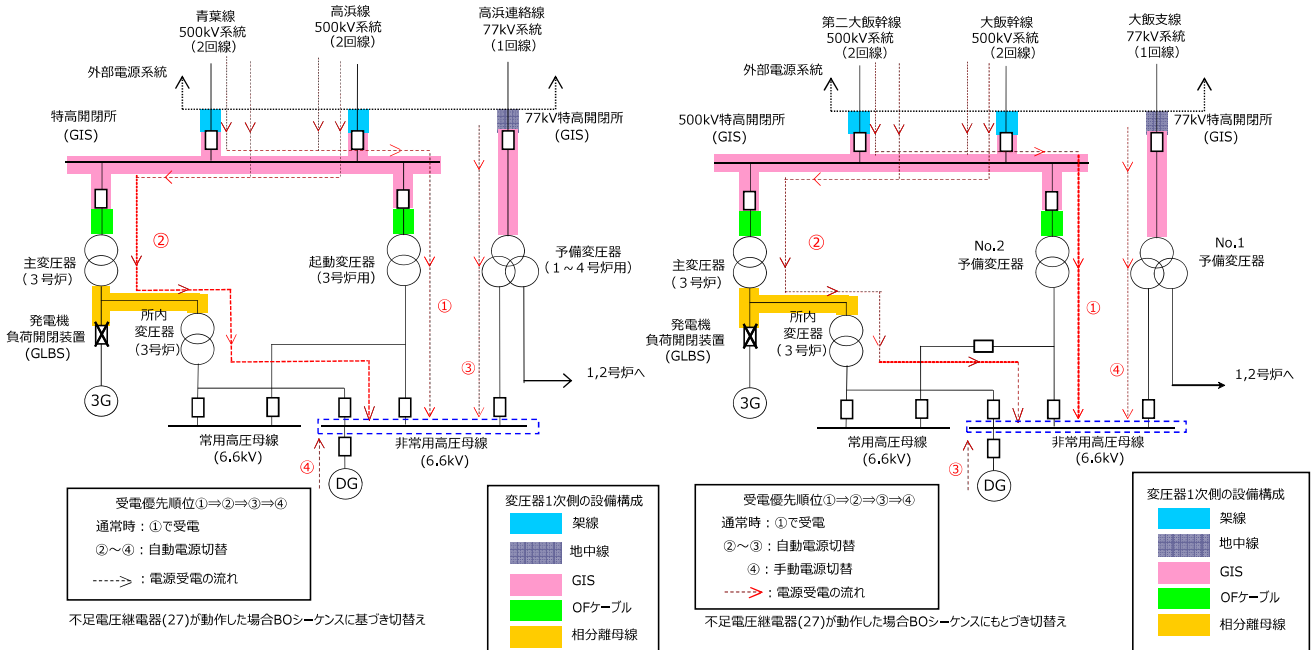 青葉線
500kV系統
(2回線)
高浜線
500kV系統
(2回線)
高浜連絡線
77kV系統
(1回線)
外部電源系統
特高開閉所
(GIS)
77kV特高開閉所
(GIS)
②
主変圧器
(３号炉)
起動変圧器
(3号炉用)
予備変圧器
(１～４号炉用)
①
発電機
負荷開閉装置
(GLBS)
所内
変圧器
(3号炉)
③
1,2号炉へ
3G
常用高圧母線
(6.6kV)
非常用高圧母線
(6.6kV)
④
DG
受電優先順位①⇒②⇒③⇒④
通常時：①で受電
②～④：自動電源切替
：電源受電の流れ
変圧器1次側の設備構成
架線
地中線
GIS
OFケーブル
相分離母線
不足電圧継電器(27)が動作した場合BOシーケンスに基づき切替え
第二大飯幹線
500kV系統
(2回線)
大飯幹線
500kV系統
(2回線)
大飯支線
77kV系統
(1回線)
外部電源系統
500kV特高開閉所
(GIS)
77kV特高開閉所
(GIS)
②
主変圧器
(３号炉)
No.2
予備変圧器
No.1
予備変圧器
①
発電機
負荷開閉装置
(GLBS)
所内
変圧器
(３号炉)
④
1,2号炉へ
3G
常用高圧母線
(6.6kV)
非常用高圧母線
(6.6kV)
③
DG
受電優先順位①⇒②⇒③⇒④
通常時：①で受電
②～③：自動電源切替
④：手動電源切替
：電源受電の流れ
変圧器1次側の設備構成
架線
地中線
GIS
OFケーブル
相分離母線
不足電圧継電器(27)が動作した場合BOシーケンスにもとづき切替え